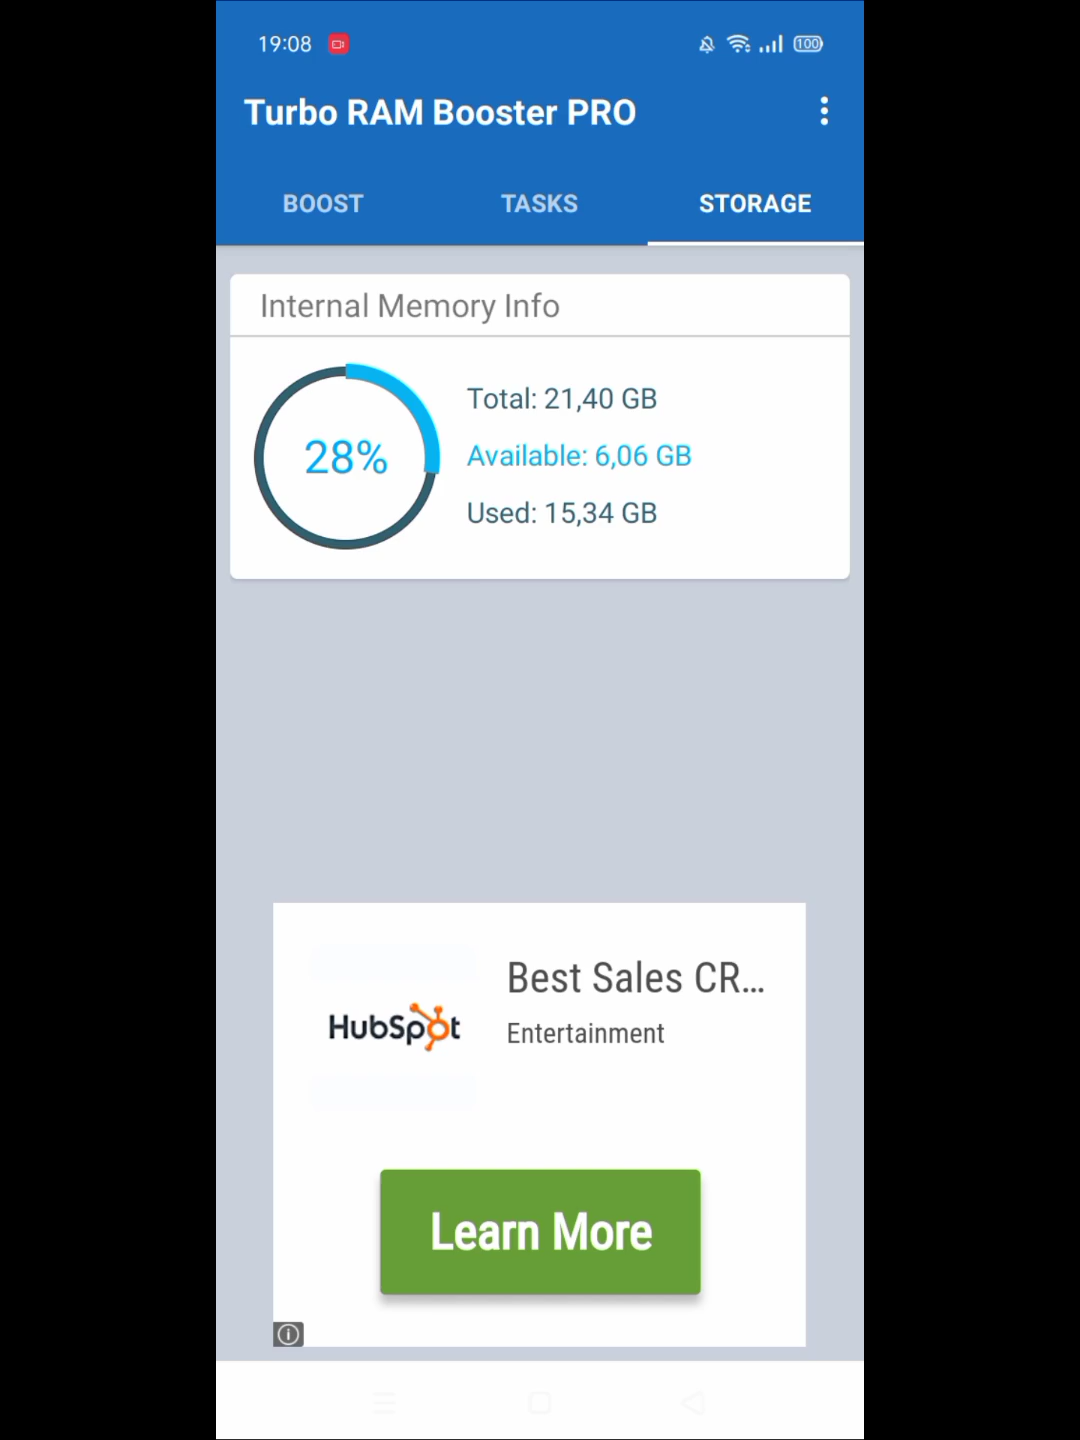 19:08
100
Turbo RAM Booster PRO
BOOST
TASKS
STORAGE
Internal Memory Info
28%
Total: 21,40 GB
Available: 6,06 GB
Used: 15,34 GB
Best Sales CR...
HubSpot
Entertainment
Learn More